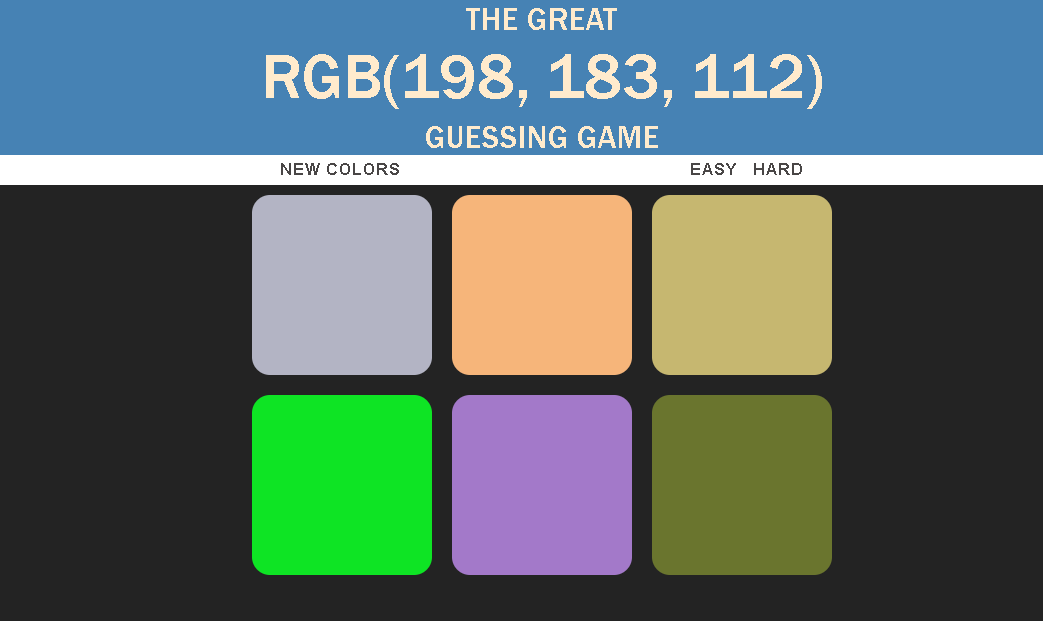 THE GREAT
RGB(198, 183, 112)
GUESSING GAME
NEW COLORS EASY HARD